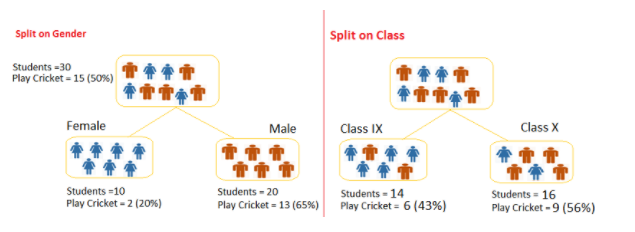 Split on Gender
Students =30
Play Cricket = 15 (50%)
Female
Male
Students =10
Play Cricket = 2 (20%)
Students = 20
Play Cricket = 13 (65%)
Split on Class
Class IX
Class X
Students = 14
Play Cricket = 6 (43%)
Students = 16
Play Cricket = 9 (56%)